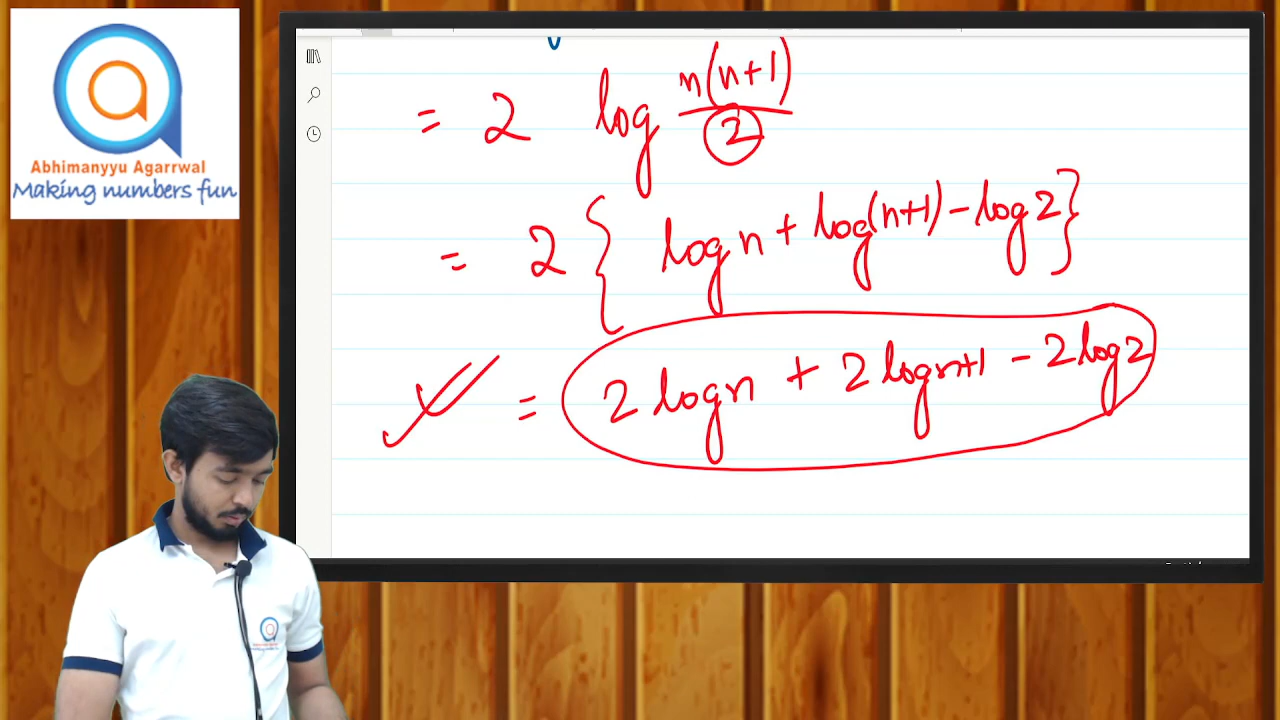 Abhimanyyu Agarrwal
Making numbers fun
= 2 log n(n+1)/2
= 2 { log n + log(n+1) - log 2 }
= 2 log n + 2 log n+1 - 2 log 2